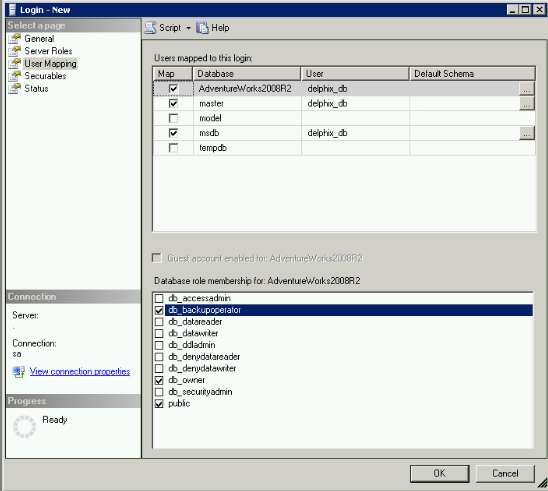 Login - New
Select a page
General
Server Roles
User Mapping
Securables
Status
Script Help
Users mapped to this login:
Map Database User Default Schema
AdventureWorks2008R2 delphix_db ...
master delphix_db ...
model
msdb delphix_db ...
tempdb
Guest account enabled for: AdventureWorks2008R2
Database role membership for: AdventureWorks2008R2
db_accessadmin
db_backupoperator
db_datareader
db_datawriter
db_ddladmin
db_denydatareader
db_denydatawriter
db_owner
db_securityadmin
public
Connection
Server:
.
Connection:
sa
View connection properties
Progress
Ready
OK Cancel